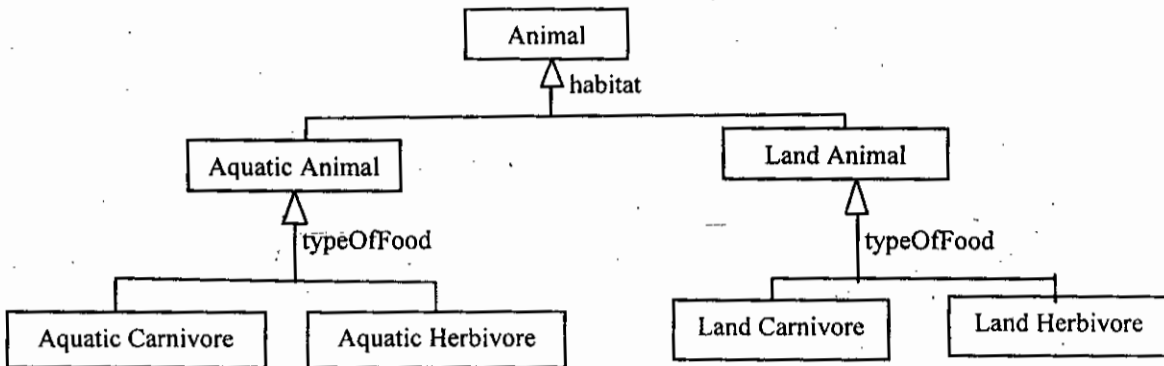 Animal
habitat
Aquatic Animal
Land Animal
typeOfFood
typeOfFood
Aquatic Carnivore
Aquatic Herbivore
Land Carnivore
Land Herbivore